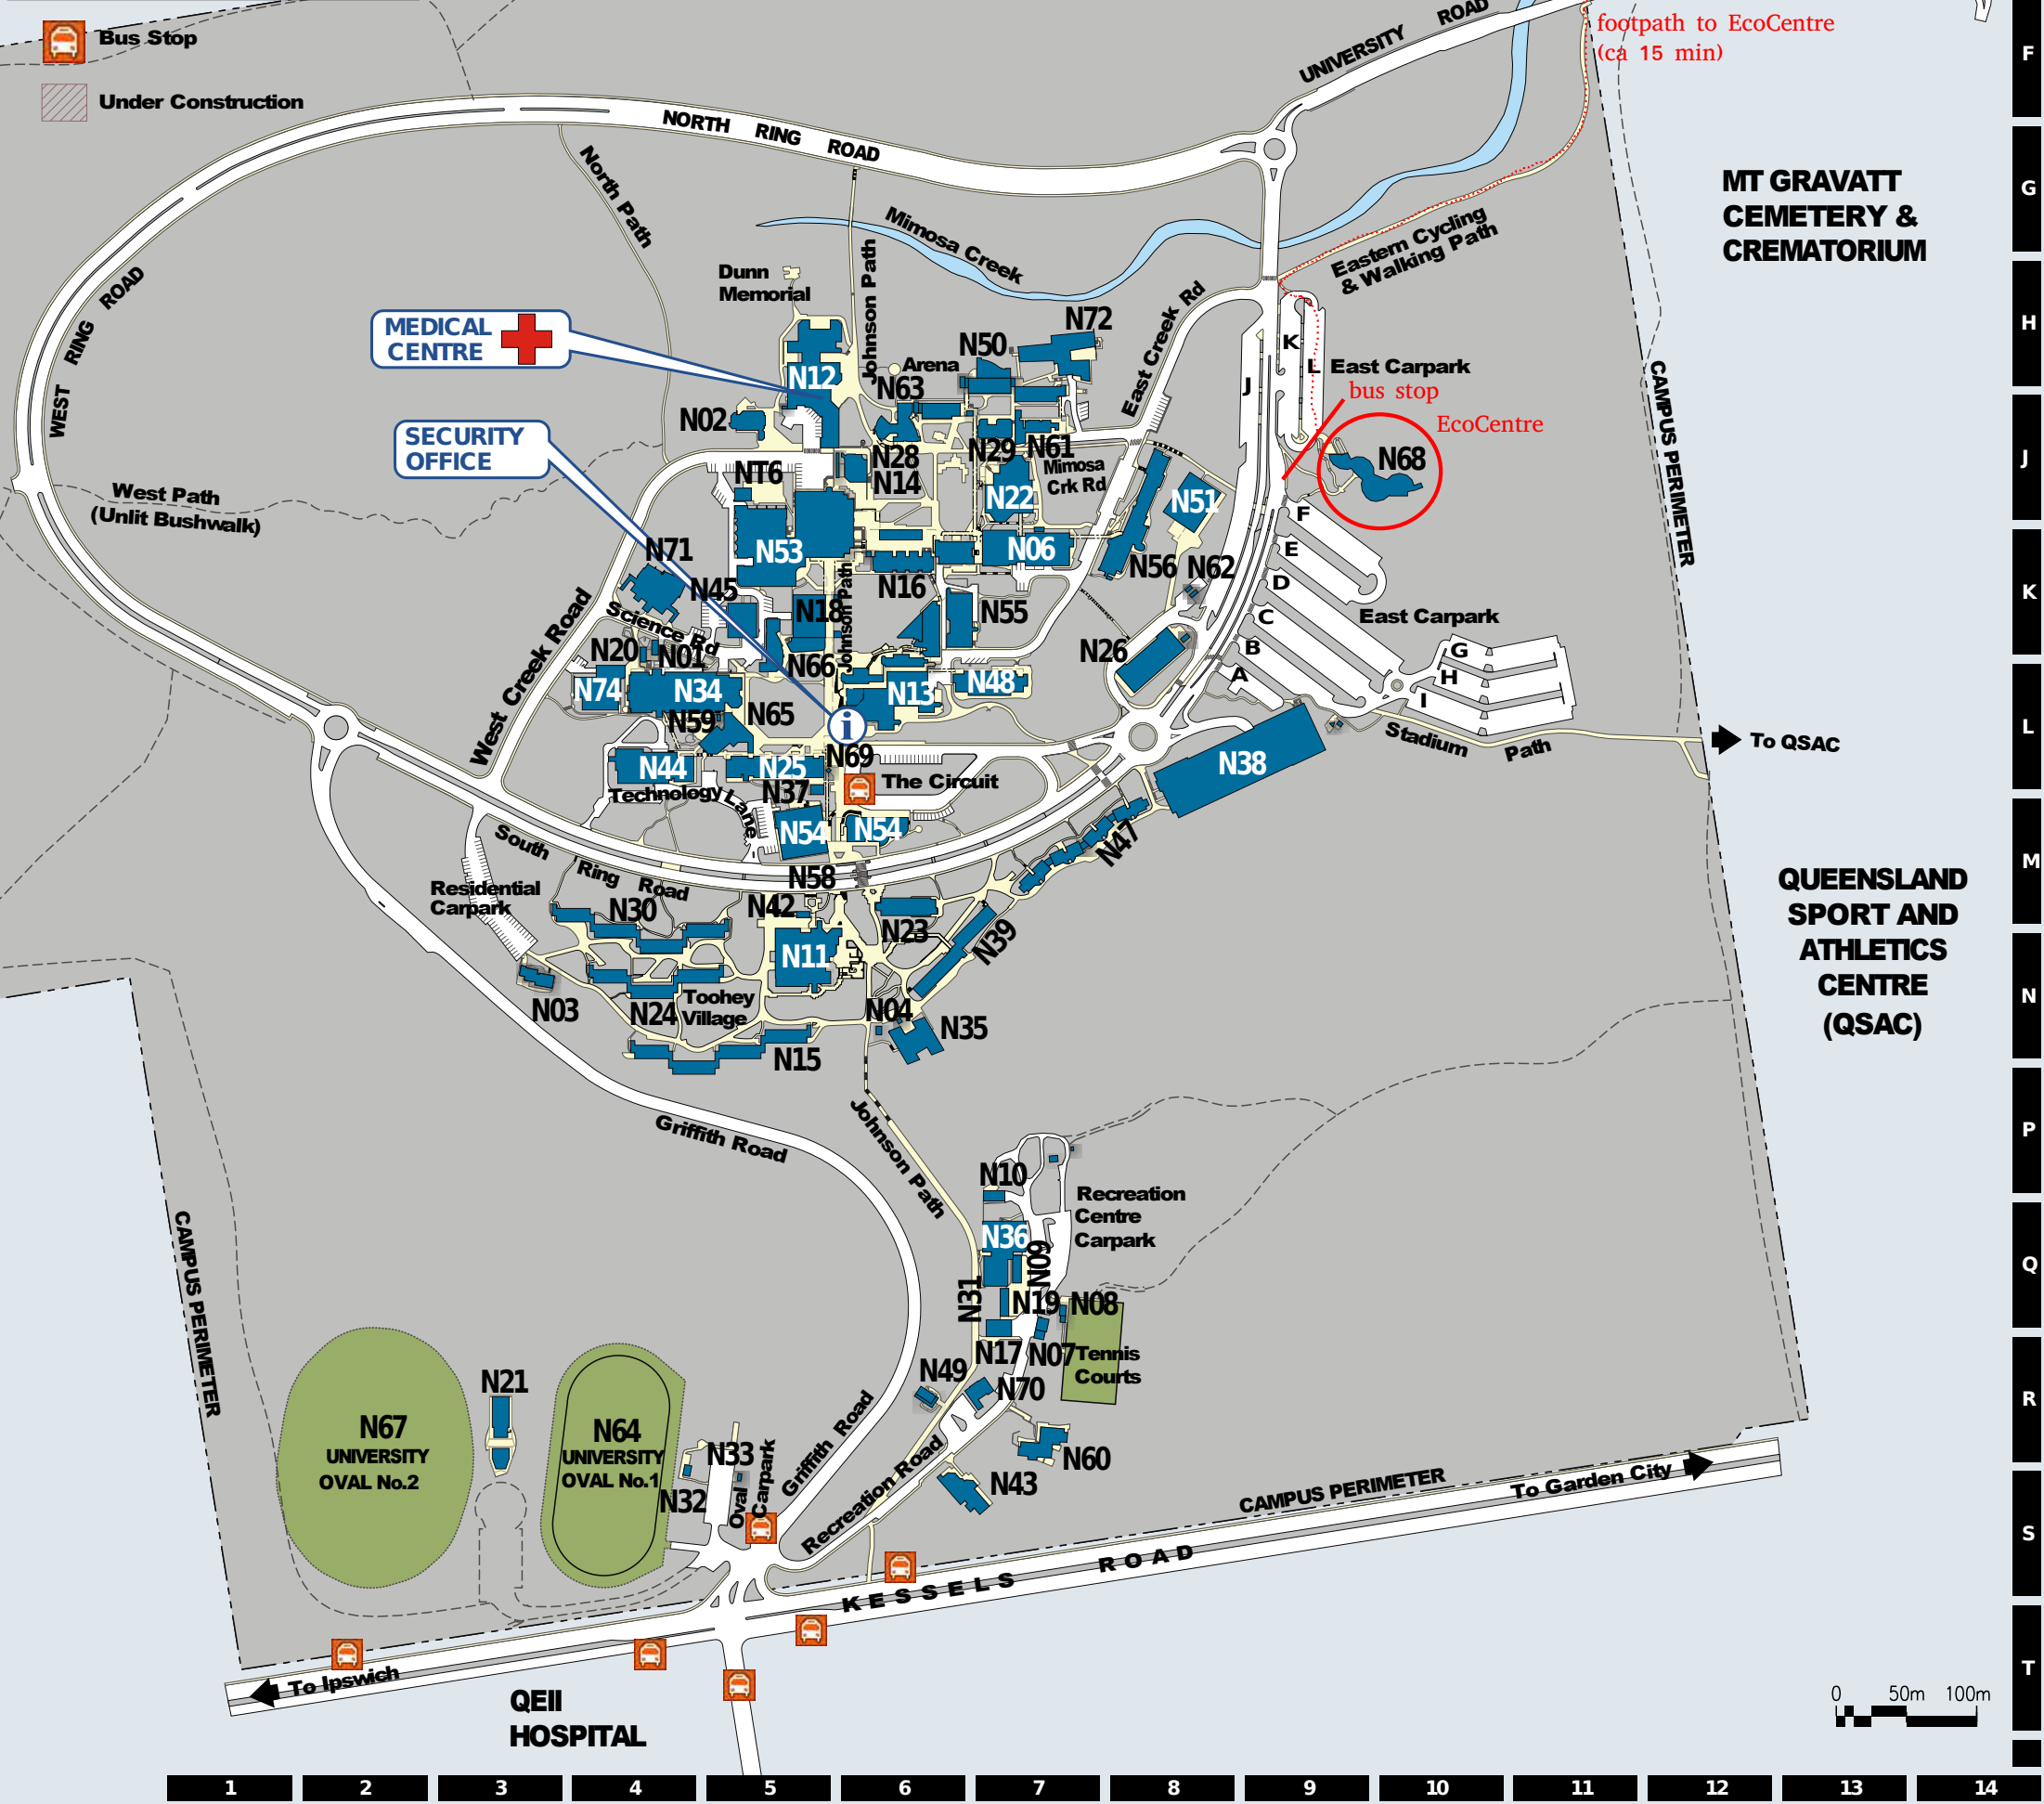 Bus Stop
Under Construction
footpath to EcoCentre
(ca 15 min)
UNIVERSITY ROAD
NORTH RING ROAD
North Path
MT GRAVATT
CEMETERY &
CREMATORIUM
Mimosa Creek
Eastern Cycling
& Walking Path
Johnson Path
Dunn
Memorial
WEST RING ROAD
MEDICAL
CENTRE
N12
N72
N50
Arena
N63
East Creek Rd
K
L
J
East Carpark
bus stop
EcoCentre
CAMPUS PERIMETER
N02
SECURITY
OFFICE
N28
N14
N29
N61
Mimosa
Crk Rd
N68
NT6
N22
N51
West Path
(Unlit Bushwalk)
F
E
D
C
B
A
N53
N06
N71
N56
N62
N16
N45
N18
Johnson Path
N55
East Carpark
Science Rd
West Creek Road
N20
N01
N66
N26
G
H
I
N74
N34
N13
N48
N59
N65
i
N69
Stadium Path
To QSAC
N44
N25
N38
Technology Lane
N37
The Circuit
N54
N54
N47
South Ring Road
N58
Residential
Carpark
N30
N42
N23
N39
N11
QUEENSLAND
SPORT AND
ATHLETICS
CENTRE
(QSAC)
N03
N24
Toohey
Village
N04
N35
N15
Griffith Road
Johnson Path
N10
Recreation
Centre
Carpark
N36
N09
N31
N19
N08
N17
N07
Tennis
Courts
CAMPUS PERIMETER
N49
N70
N21
N67
UNIVERSITY
OVAL No.2
N64
UNIVERSITY
OVAL No.1
N33
N32
Oval
Carpark
Griffith Road
Recreation Road
N60
N43
CAMPUS PERIMETER
To Garden City
KESSELS ROAD
To Ipswich
QEII
HOSPITAL
0 50m 100m
F
G
H
J
K
L
M
N
P
Q
R
S
T
1 2 3 4 5 6 7 8 9 10 11 12 13 14